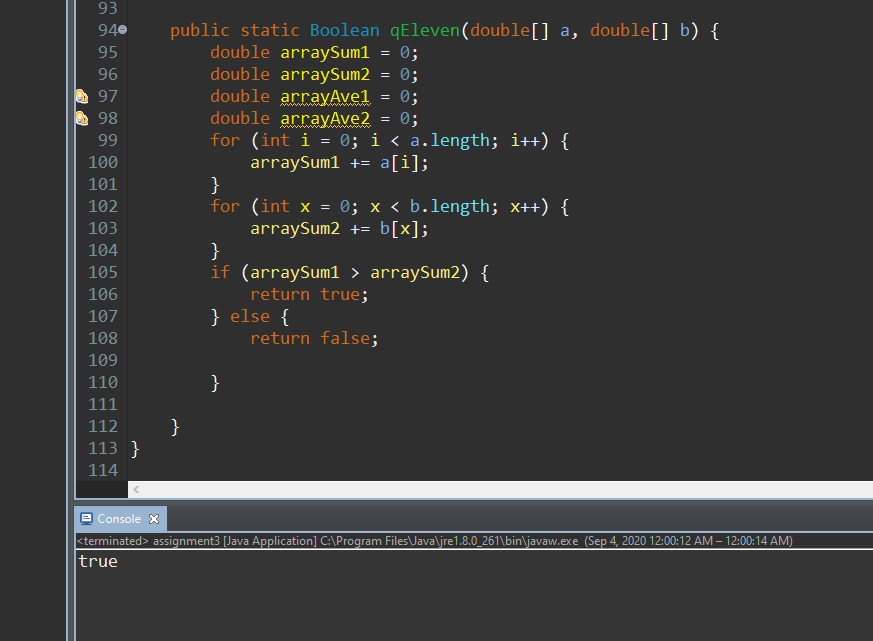 93
94 public static Boolean qEleven(double[] a, double[] b) {
95 double arraySum1 = 0;
96 double arraySum2 = 0;
97 double arrayAve1 = 0;
98 double arrayAve2 = 0;
99 for (int i = 0; i < a.length; i++) {
100 arraySum1 += a[i];
101 }
102 for (int x = 0; x < b.length; x++) {
103 arraySum2 += b[x];
104 }
105 if (arraySum1 > arraySum2) {
106 return true;
107 } else {
108 return false;
109
110 }
111
112 }
113 }
114
Console
<terminated> assignment3 [Java Application] C:\Program Files\Java\jre1.8.0_261\bin\javaw.exe (Sep 4, 2020 12:00:12 AM – 12:00:14 AM)
true